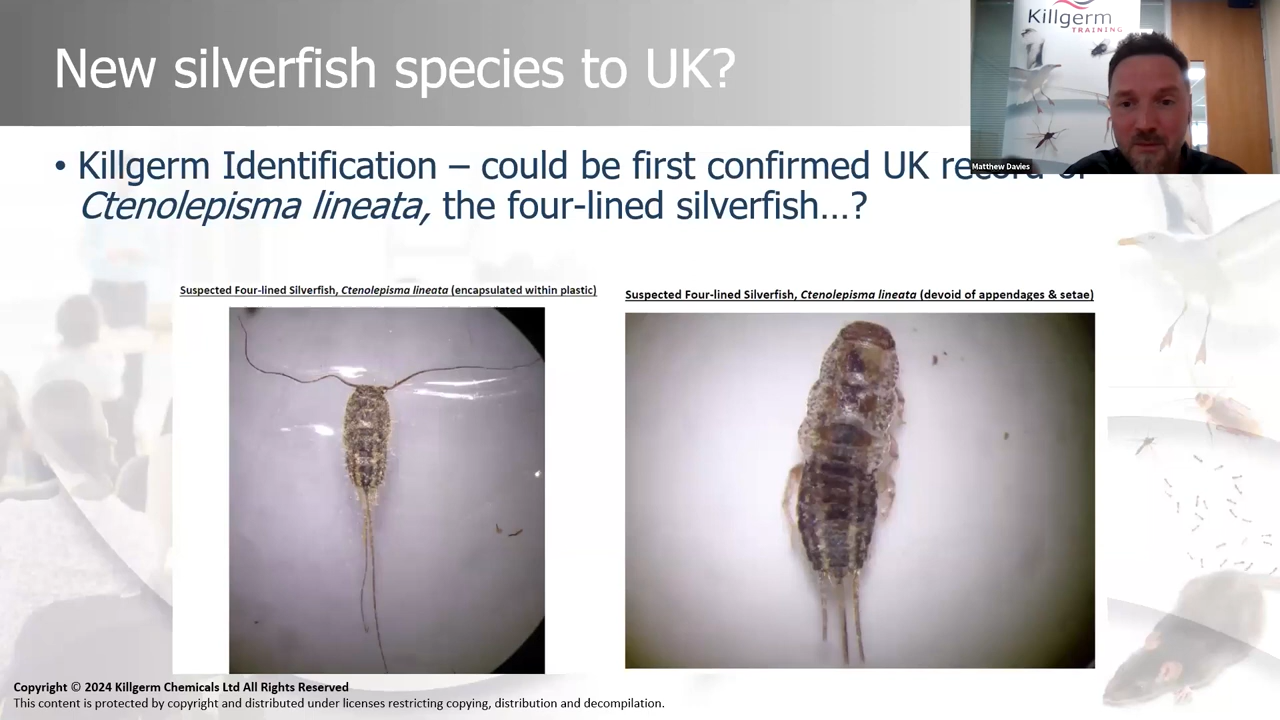 New silverfish species to UK?
Killgerm
TRAINING
Matthew Davies
• Killgerm Identification – could be first confirmed UK record of
Ctenolepisma lineata, the four-lined silverfish…?
Suspected Four-lined Silverfish, Ctenolepisma lineata (encapsulated within plastic)
Suspected Four-lined Silverfish, Ctenolepisma lineata (devoid of appendages & setae)
Copyright © 2024 Killgerm Chemicals Ltd All Rights Reserved
This content is protected by copyright and distributed under licenses restricting copying, distribution and decompilation.